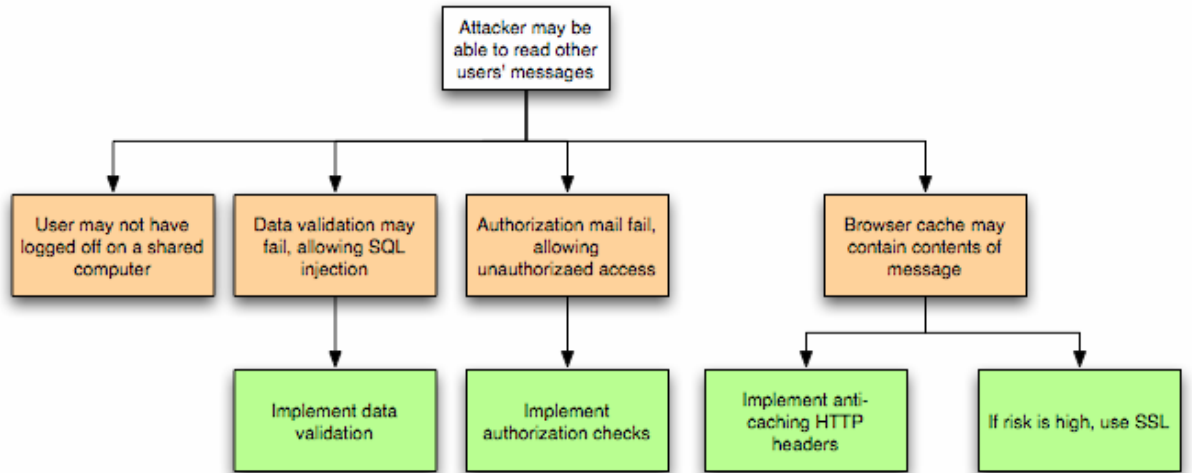 Attacker may be
able to read other
users' messages
User may not have
logged off on a shared
computer
Data validation may
fail, allowing SQL
injection
Authorization mail fail,
allowing
unauthorizaed access
Browser cache may
contain contents of
message
Implement data
validation
Implement
authorization checks
Implement anti-
caching HTTP
headers
If risk is high, use SSL